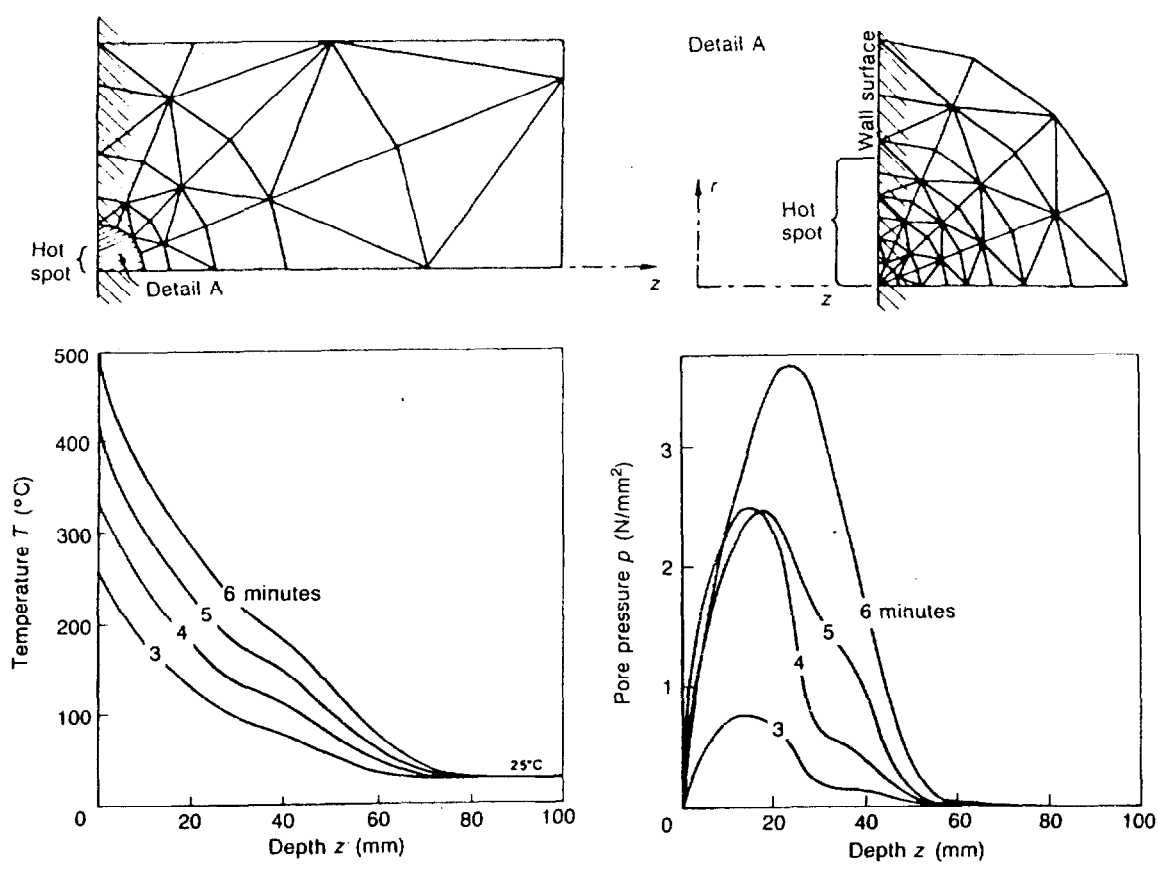 Detail A
Wall surface
r
Hot
spot
z
Hot
spot
z
Detail A
500
400
300
200
100
0
Temperature T (°C)
6 minutes
5
4
3
25°C
0
20
40
60
80
100
Depth z (mm)
3
2
1
0
Pore pressure p (N/mm²)
6 minutes
5
4
3
0
20
40
60
80
100
Depth z (mm)